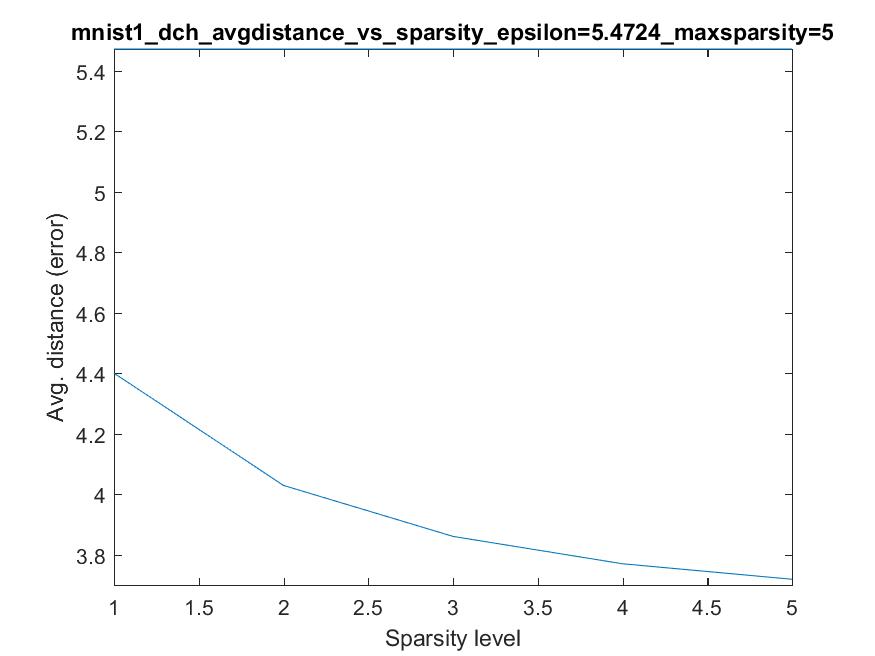 mnist1_dch_avgdistance_vs_sparsity_epsilon=5.4724_maxsparsity=5
5.4
5.2
5
4.8
4.6
4.4
4.2
4
3.8
Avg. distance (error)
1 1.5 2 2.5 3 3.5 4 4.5 5
Sparsity level